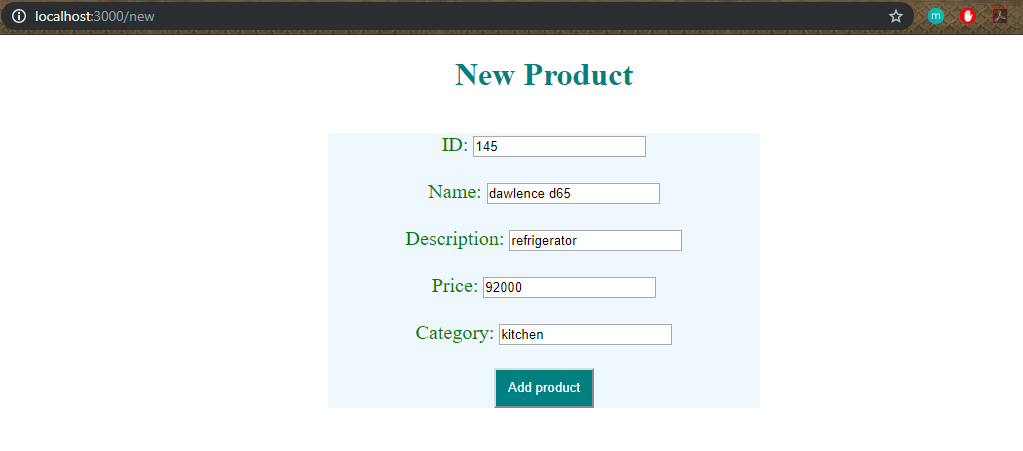 localhost:3000/new
m
New Product
ID: 145
Name: dawlence d65
Description: refrigerator
Price: 92000
Category: kitchen
Add product